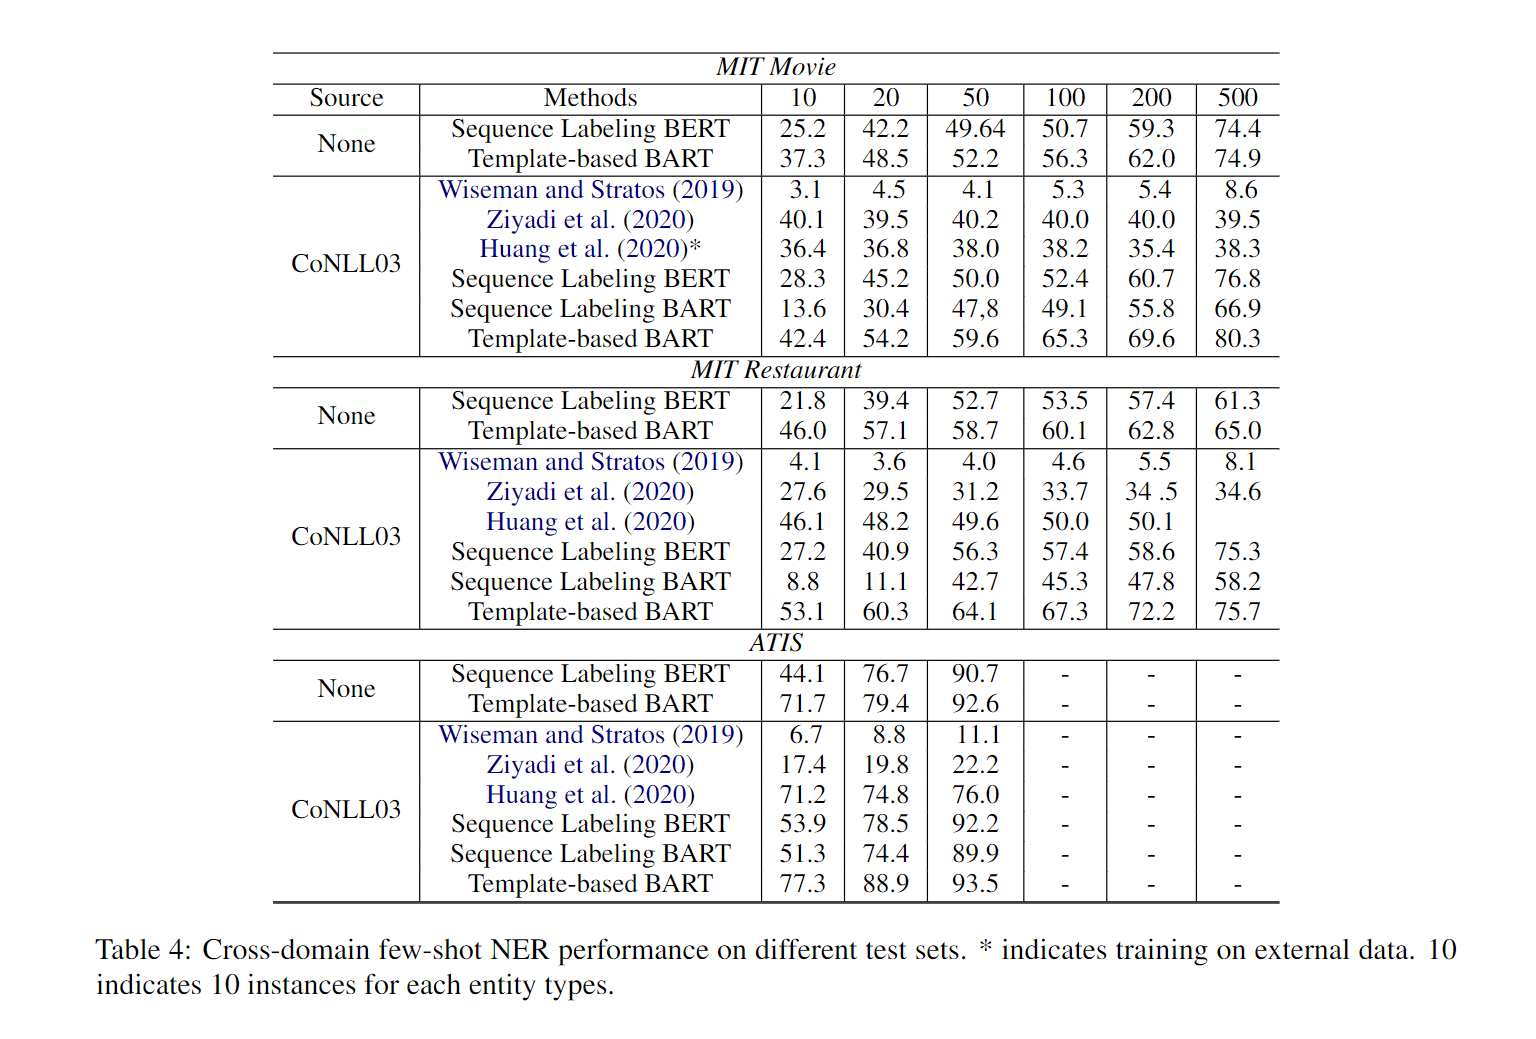 MIT Movie
Source Methods 10 20 50 100 200 500
None
Sequence Labeling BERT 25.2 42.2 49.64 50.7 59.3 74.4
Template-based BART 37.3 48.5 52.2 56.3 62.0 74.9
CoNLL03
Wiseman and Stratos (2019) 3.1 4.5 4.1 5.3 5.4 8.6
Ziyadi et al. (2020) 40.1 39.5 40.2 40.0 40.0 39.5
Huang et al. (2020)* 36.4 36.8 38.0 38.2 35.4 38.3
Sequence Labeling BERT 28.3 45.2 50.0 52.4 60.7 76.8
Sequence Labeling BART 13.6 30.4 47,8 49.1 55.8 66.9
Template-based BART 42.4 54.2 59.6 65.3 69.6 80.3
MIT Restaurant
None
Sequence Labeling BERT 21.8 39.4 52.7 53.5 57.4 61.3
Template-based BART 46.0 57.1 58.7 60.1 62.8 65.0
CoNLL03
Wiseman and Stratos (2019) 4.1 3.6 4.0 4.6 5.5 8.1
Ziyadi et al. (2020) 27.6 29.5 31.2 33.7 34 .5 34.6
Huang et al. (2020) 46.1 48.2 49.6 50.0 50.1
Sequence Labeling BERT 27.2 40.9 56.3 57.4 58.6 75.3
Sequence Labeling BART 8.8 11.1 42.7 45.3 47.8 58.2
Template-based BART 53.1 60.3 64.1 67.3 72.2 75.7
ATIS
None
Sequence Labeling BERT 44.1 76.7 90.7 - - -
Template-based BART 71.7 79.4 92.6 - - -
CoNLL03
Wiseman and Stratos (2019) 6.7 8.8 11.1 - - -
Ziyadi et al. (2020) 17.4 19.8 22.2 - - -
Huang et al. (2020) 71.2 74.8 76.0 - - -
Sequence Labeling BERT 53.9 78.5 92.2 - - -
Sequence Labeling BART 51.3 74.4 89.9 - - -
Template-based BART 77.3 88.9 93.5 - - -
Table 4: Cross-domain few-shot NER performance on different test sets. * indicates training on external data. 10
indicates 10 instances for each entity types.